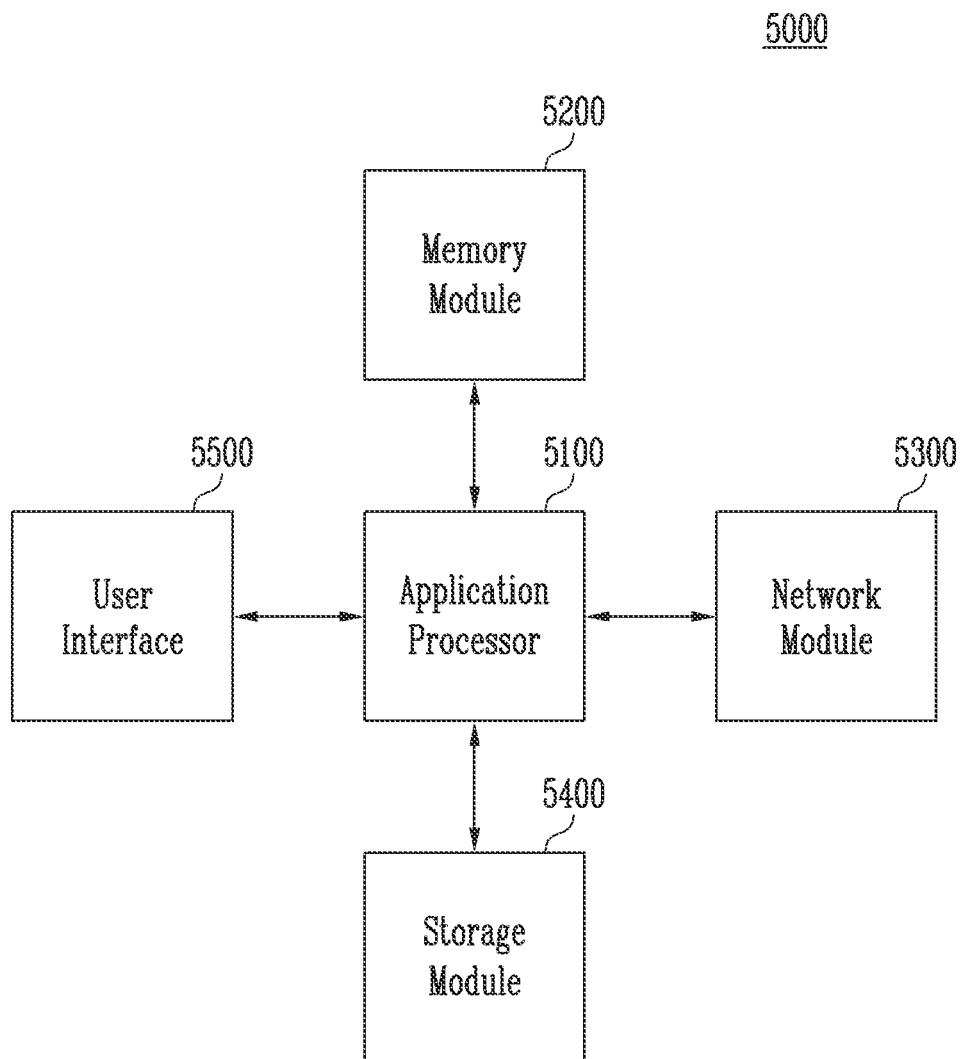 5000
5200
Memory
Module
5500
5100
5300
User
Interface
Application
Processor
Network
Module
5400
Storage
Module